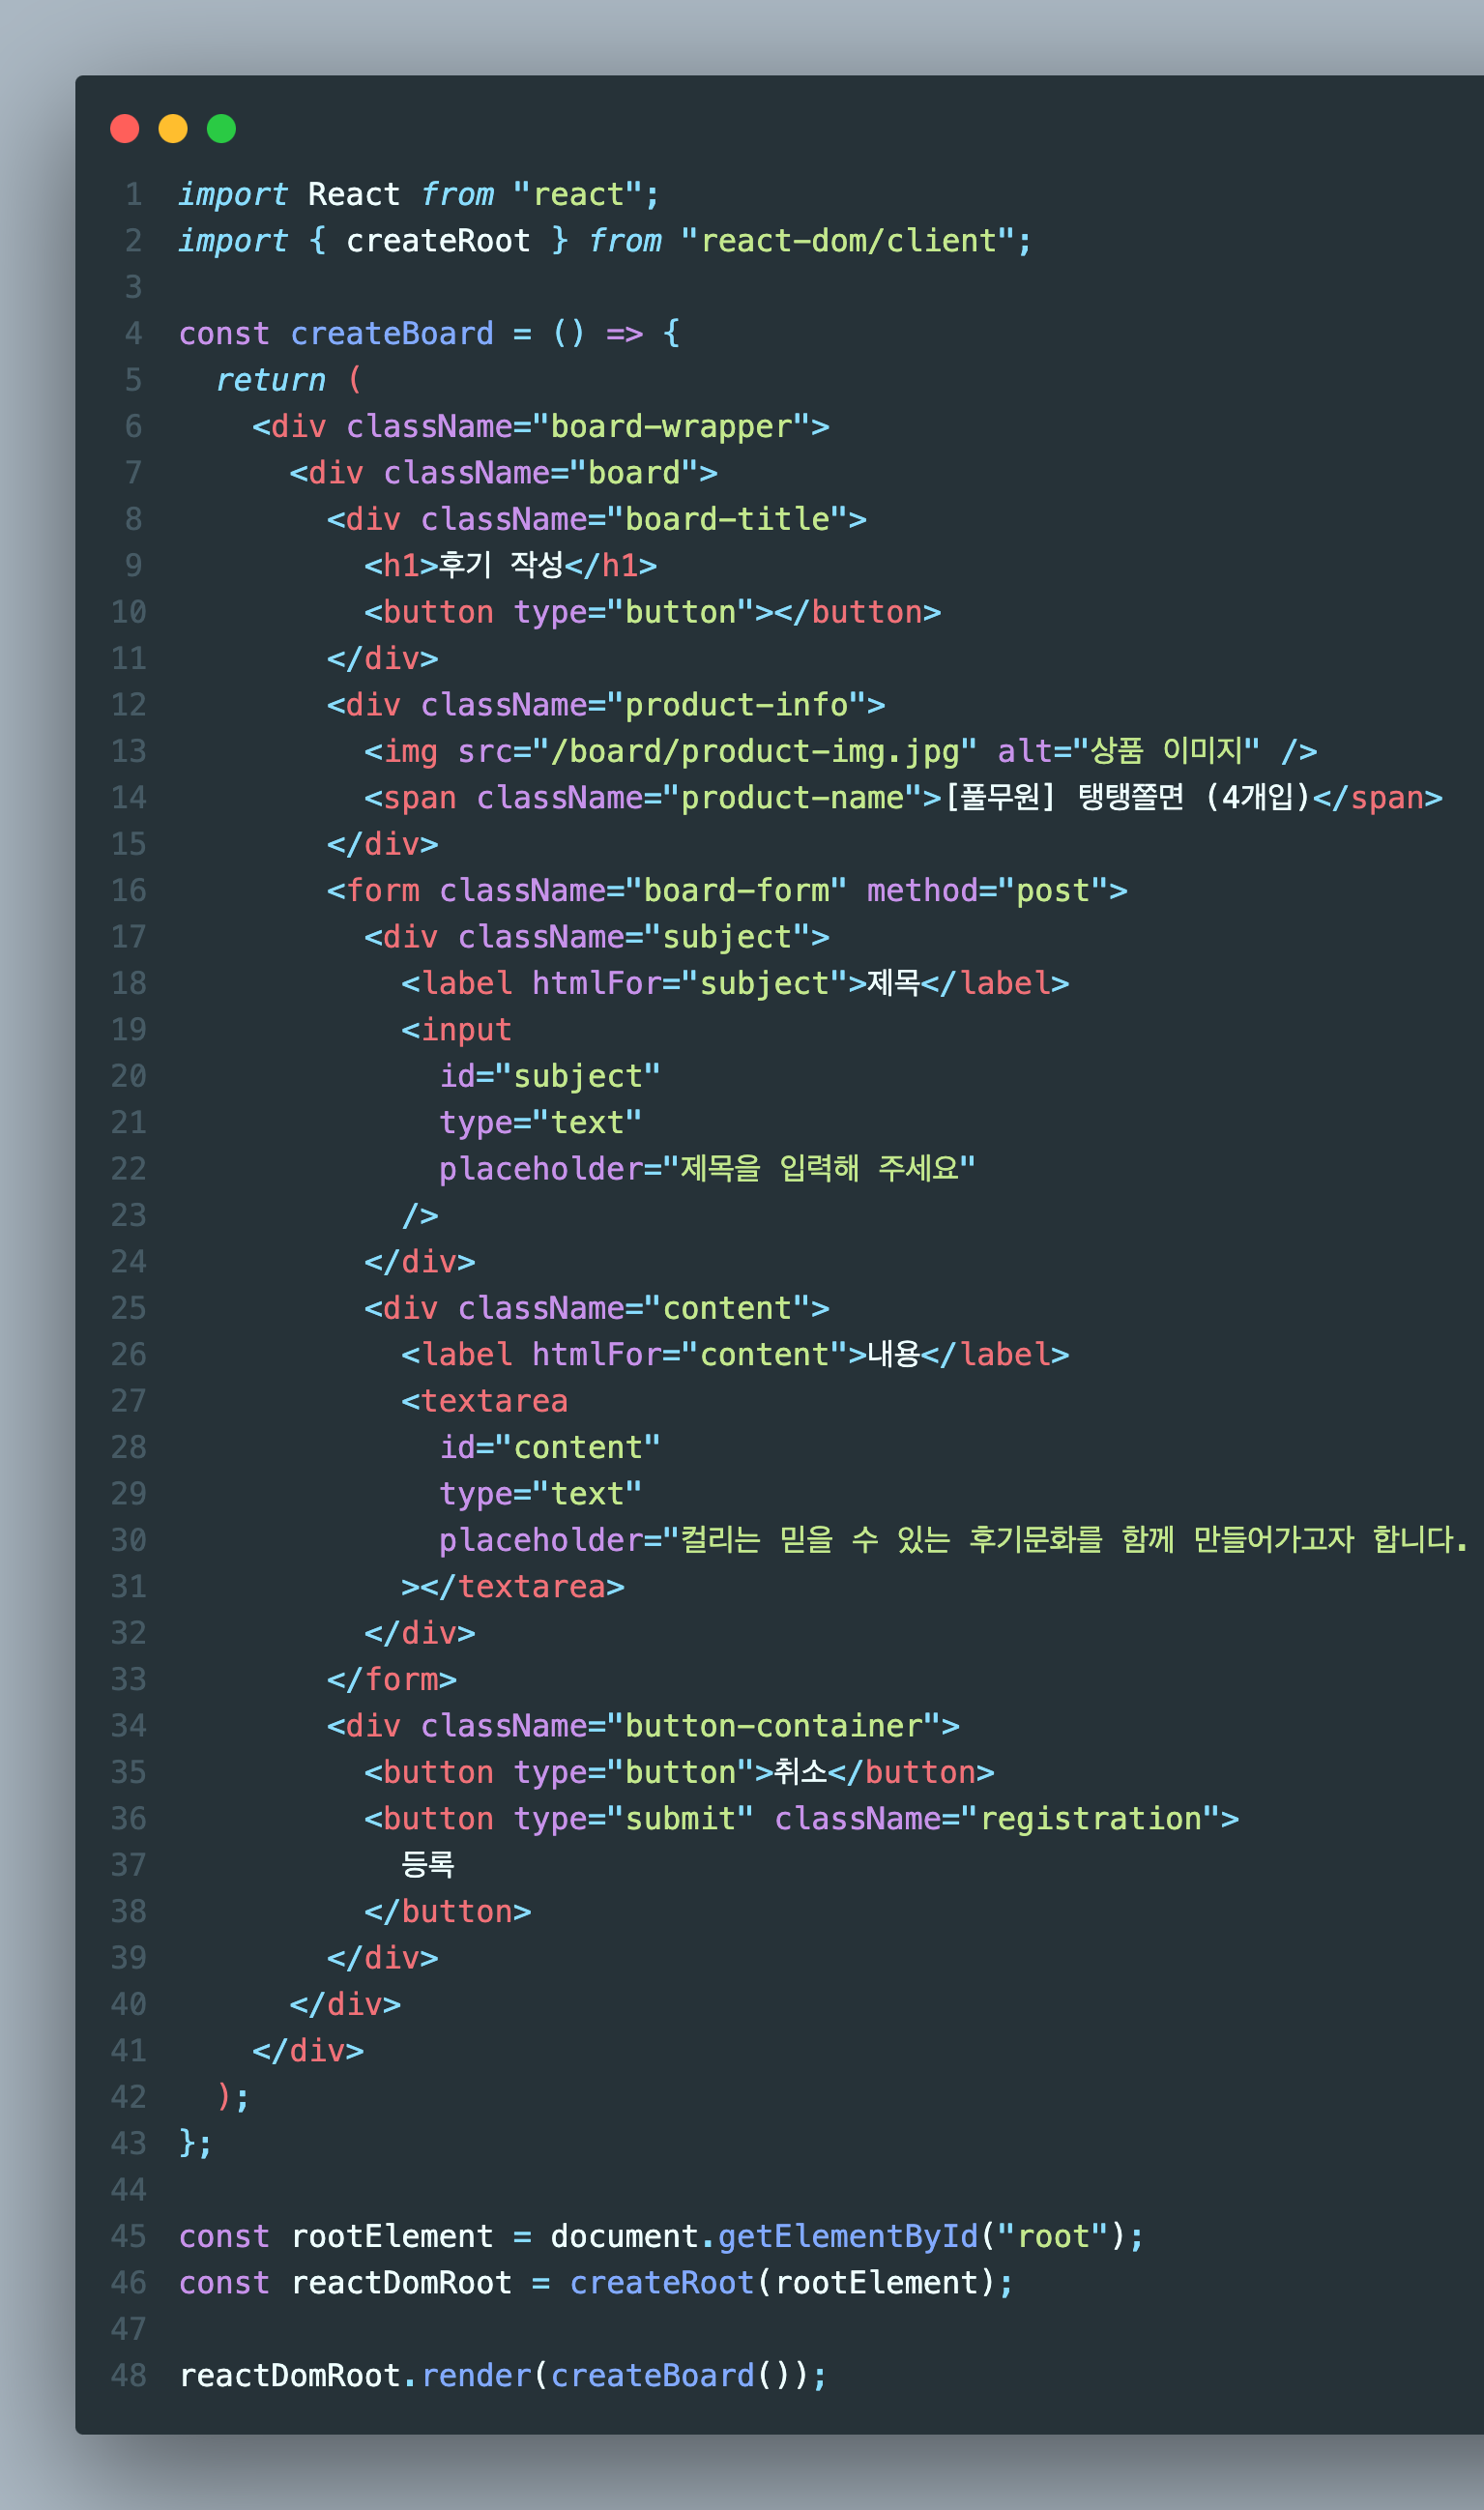 1 import React from "react";
2 import { createRoot } from "react-dom/client";
3
4 const createBoard = () => {
5   return (
6     <div className="board-wrapper">
7       <div className="board">
8         <div className="board-title">
9           <h1>후기 작성</h1>
10           <button type="button"></button>
11         </div>
12         <div className="product-info">
13           <img src="/board/product-img.jpg" alt="상품 이미지" />
14           <span className="product-name">[풀무원] 탱탱쫄면 (4개입)</span>
15         </div>
16         <form className="board-form" method="post">
17           <div className="subject">
18             <label htmlFor="subject">제목</label>
19             <input
20               id="subject"
21               type="text"
22               placeholder="제목을 입력해 주세요"
23             />
24           </div>
25           <div className="content">
26             <label htmlFor="content">내용</label>
27             <textarea
28               id="content"
29               type="text"
30               placeholder="컬리는 믿을 수 있는 후기문화를 함께 만들어가고자 합니다.
31             ></textarea>
32           </div>
33         </form>
34         <div className="button-container">
35           <button type="button">취소</button>
36           <button type="submit" className="registration">
37             등록
38           </button>
39         </div>
40       </div>
41     </div>
42   );
43 };
44
45 const rootElement = document.getElementById("root");
46 const reactDomRoot = createRoot(rootElement);
47
48 reactDomRoot.render(createBoard());